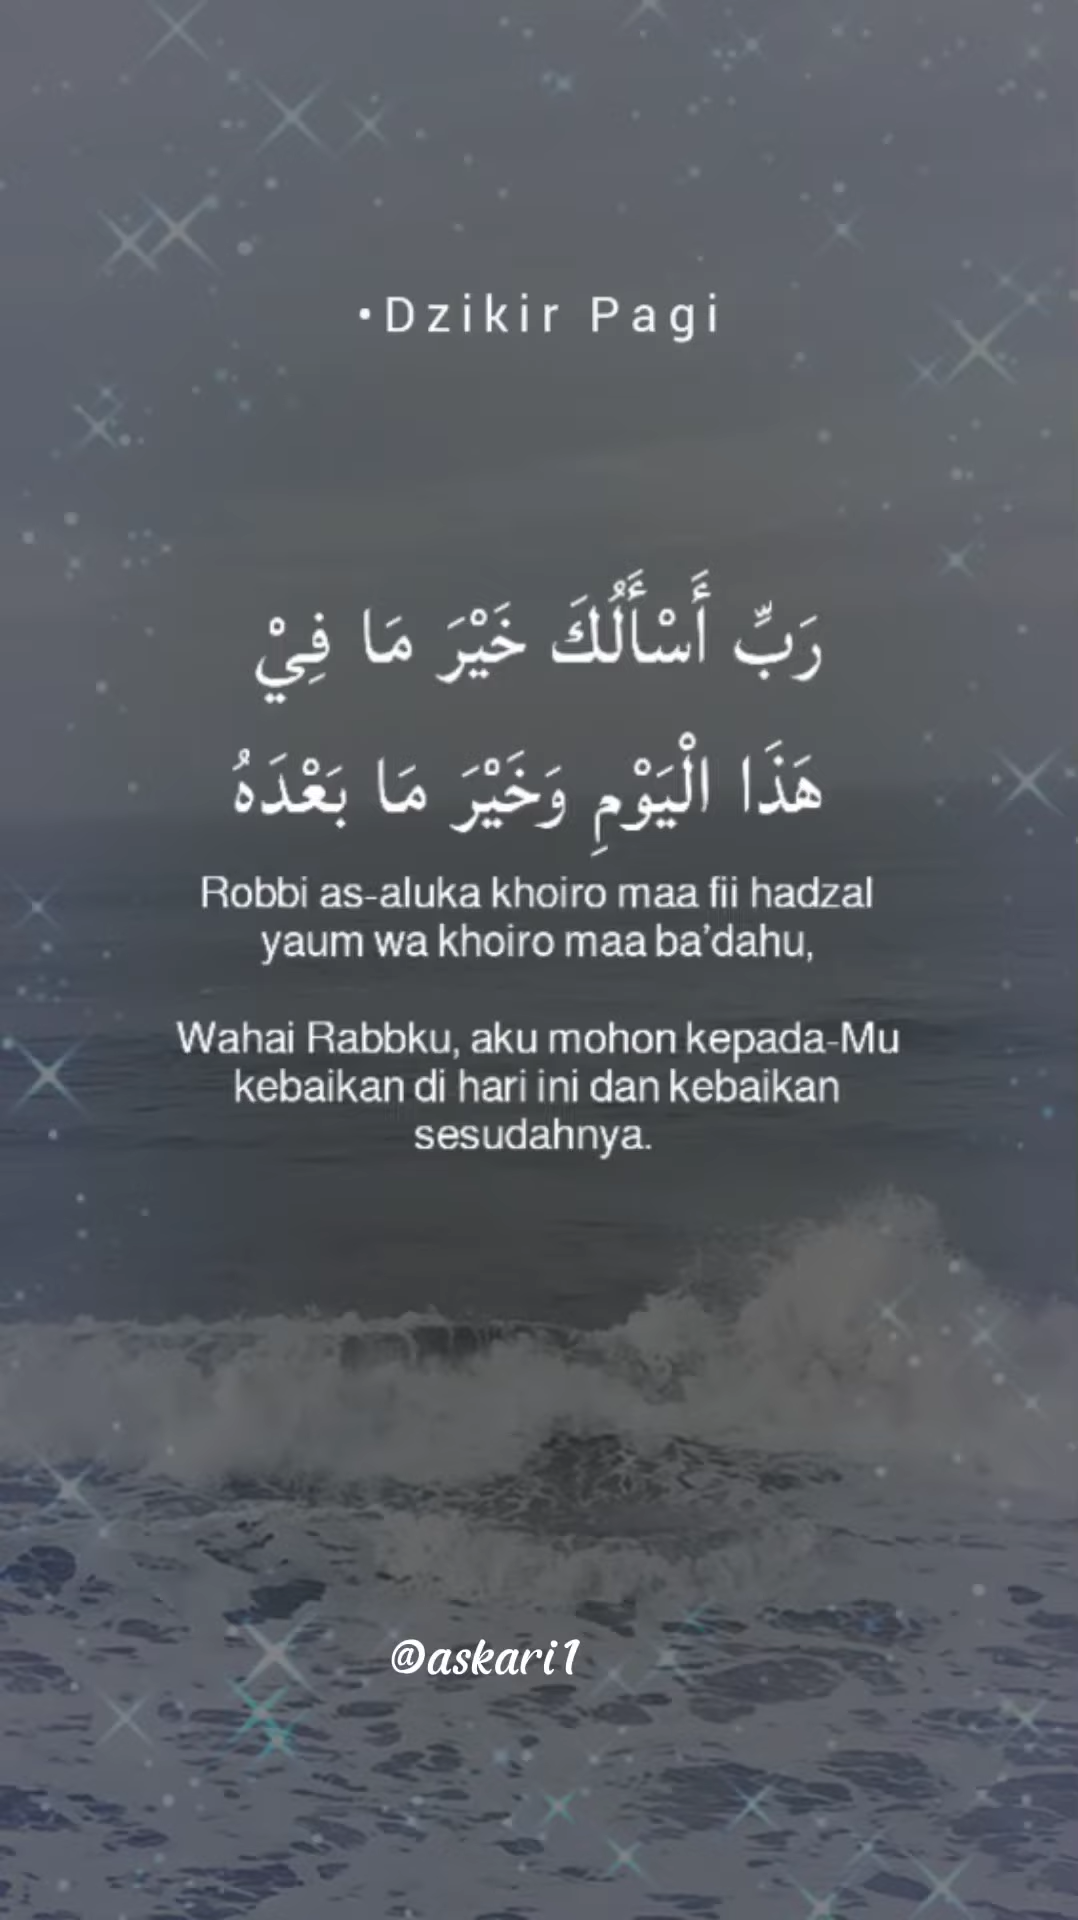 •Dzikir Pagi
رَبِّ أَسْأَلُكَ خَيْرَ مَا فِيْ
هَذَا الْيَوْمِ وَخَيْرَ مَا بَعْدَهُ
Robbi as-aluka khoiro maa fii hadzal
yaum wa khoiro maa ba’dahu,
Wahai Rabbku, aku mohon kepada-Mu
kebaikan di hari ini dan kebaikan
sesudahnya.
@askari1